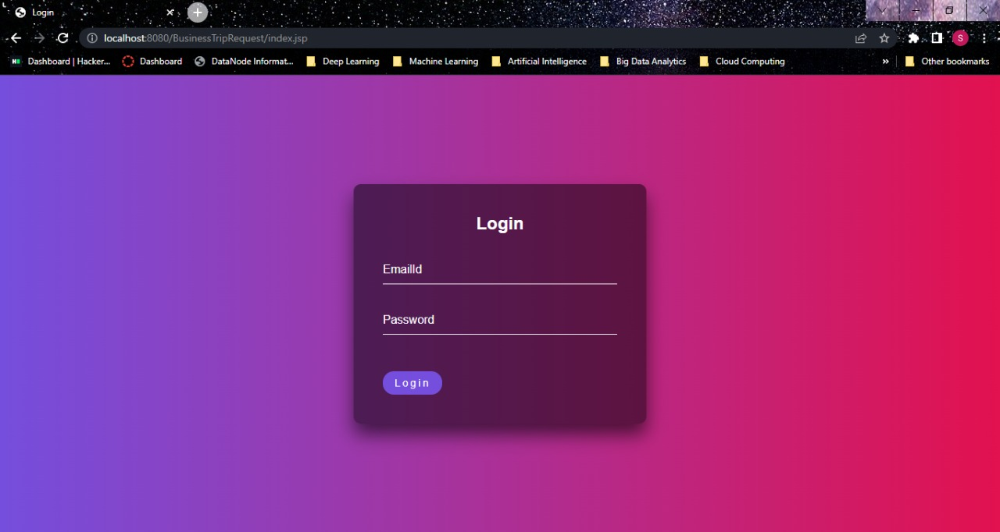 Login
localhost:8080/BusinessTripRequest/index.jsp
S
Dashboard | Hacker... Dashboard DataNode Informat... Deep Learning Machine Learning Artificial Intelligence Big Data Analytics Cloud Computing » Other bookmarks
Login
EmailId
Password
Login